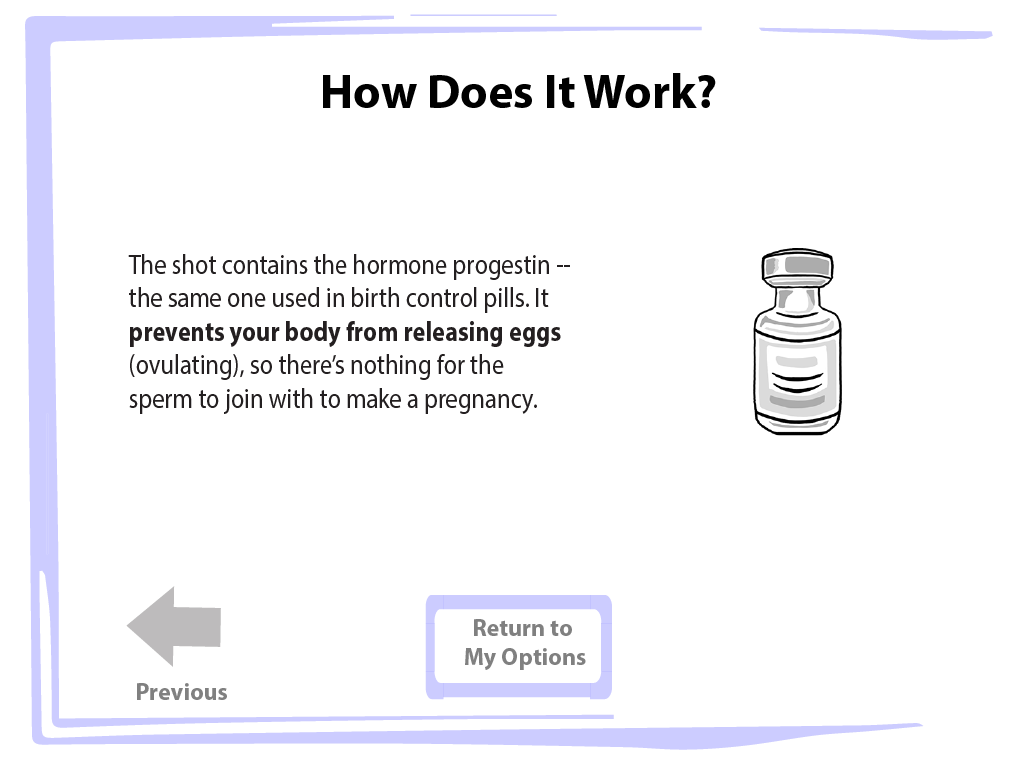 How Does It Work?
The shot contains the hormone progestin --
the same one used in birth control pills. It
prevents your body from releasing eggs
(ovulating), so there's nothing for the
sperm to join with to make a pregnancy.
Return to
My Options
Previous